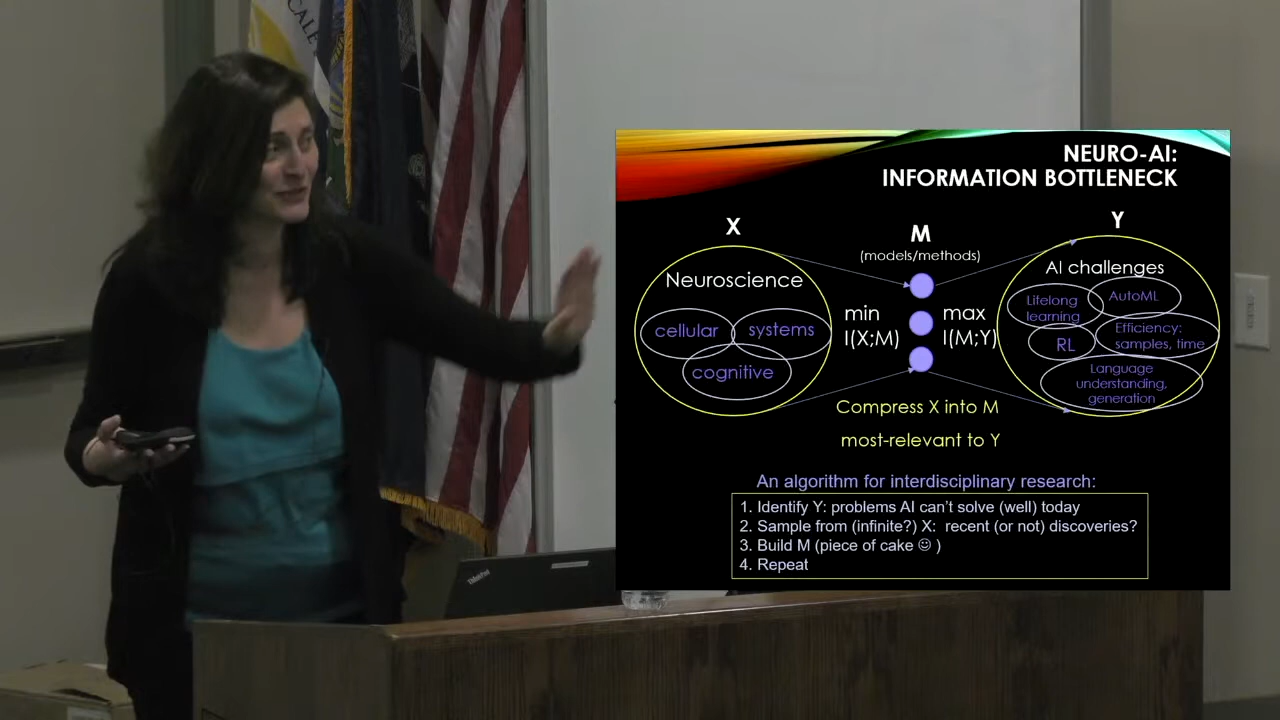 CALE
NEURO-AI:
INFORMATION BOTTLENECK
X
M
Y
(models/methods)
Neuroscience
AI challenges
cellular
systems
cognitive
min
I(X;M)
max
I(M;Y)
Lifelong
learning
AutoML
RL
Efficiency:
samples, time
Language
understanding,
generation
Compress X into M
most-relevant to Y
An algorithm for interdisciplinary research:
1. Identify Y: problems AI can't solve (well) today
2. Sample from (infinite?) X: recent (or not) discoveries?
3. Build M (piece of cake ☺ )
4. Repeat
ThinkPad